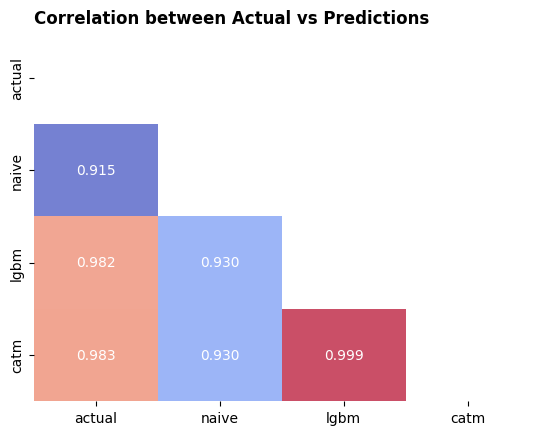 Correlation between Actual vs Predictions
actual
naive
0.915
lgbm
0.982 0.930
catm
0.983 0.930 0.999
actual naive lgbm catm